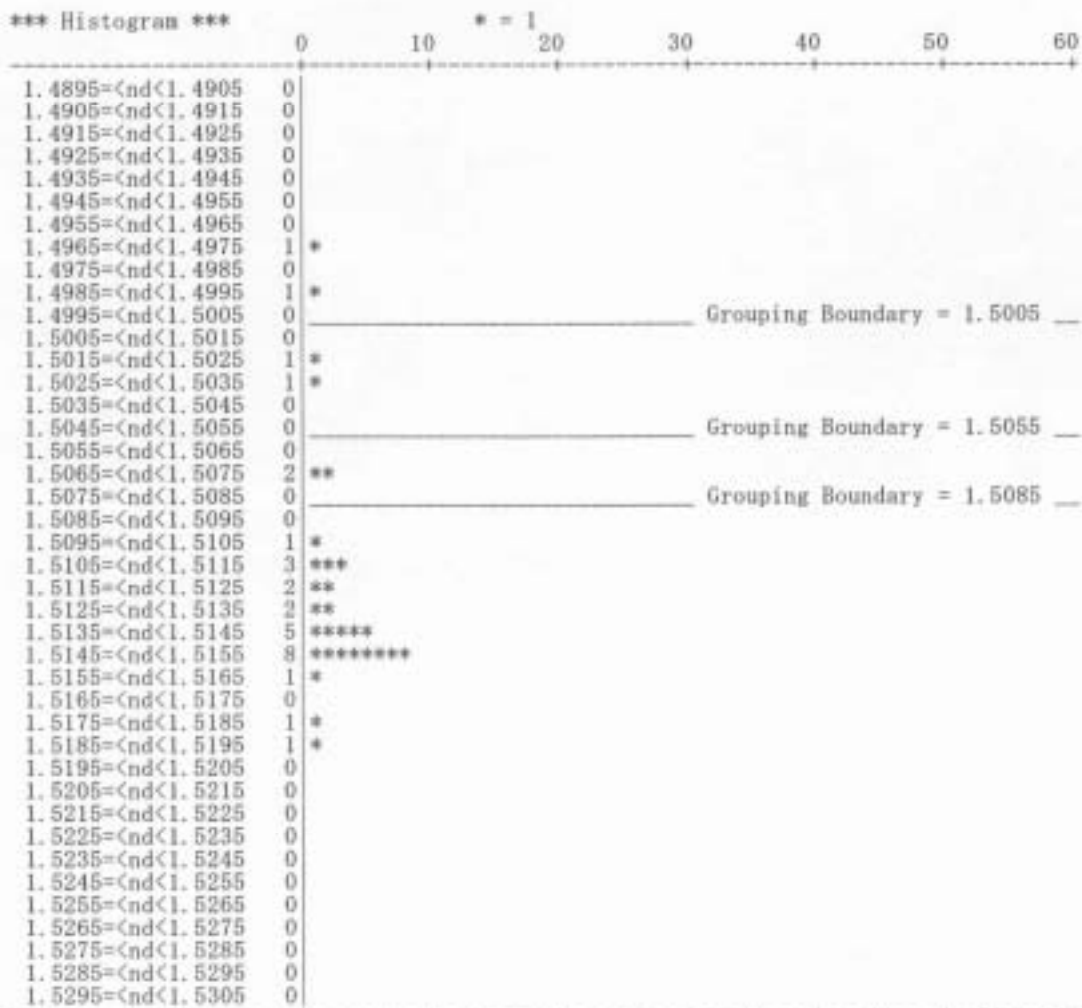 *** Histogram *** * = 1
0 10 20 30 40 50 60
1.4895=<nd<1.4905 0
1.4905=<nd<1.4915 0
1.4915=<nd<1.4925 0
1.4925=<nd<1.4935 0
1.4935=<nd<1.4945 0
1.4945=<nd<1.4955 0
1.4955=<nd<1.4965 0
1.4965=<nd<1.4975 1 *
1.4975=<nd<1.4985 0
1.4985=<nd<1.4995 1 *
1.4995=<nd<1.5005 0 Grouping Boundary = 1.5005
1.5005=<nd<1.5015 0
1.5015=<nd<1.5025 1 *
1.5025=<nd<1.5035 1 *
1.5035=<nd<1.5045 0
1.5045=<nd<1.5055 0 Grouping Boundary = 1.5055
1.5055=<nd<1.5065 0
1.5065=<nd<1.5075 2 **
1.5075=<nd<1.5085 0 Grouping Boundary = 1.5085
1.5085=<nd<1.5095 0
1.5095=<nd<1.5105 1 *
1.5105=<nd<1.5115 3 ***
1.5115=<nd<1.5125 2 **
1.5125=<nd<1.5135 2 **
1.5135=<nd<1.5145 5 *****
1.5145=<nd<1.5155 8 ********
1.5155=<nd<1.5165 1 *
1.5165=<nd<1.5175 0
1.5175=<nd<1.5185 1 *
1.5185=<nd<1.5195 1 *
1.5195=<nd<1.5205 0
1.5205=<nd<1.5215 0
1.5215=<nd<1.5225 0
1.5225=<nd<1.5235 0
1.5235=<nd<1.5245 0
1.5245=<nd<1.5255 0
1.5255=<nd<1.5265 0
1.5265=<nd<1.5275 0
1.5275=<nd<1.5285 0
1.5285=<nd<1.5295 0
1.5295=<nd<1.5305 0